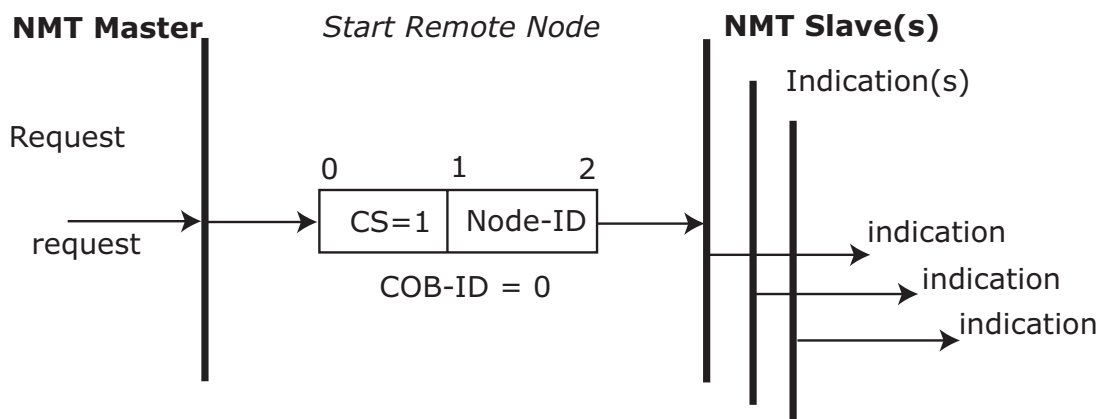 NMT Master
Start Remote Node
NMT Slave(s)
Indication(s)
Request
0 1 2
CS=1 Node-ID
request
indication
COB-ID = 0
indication
indication